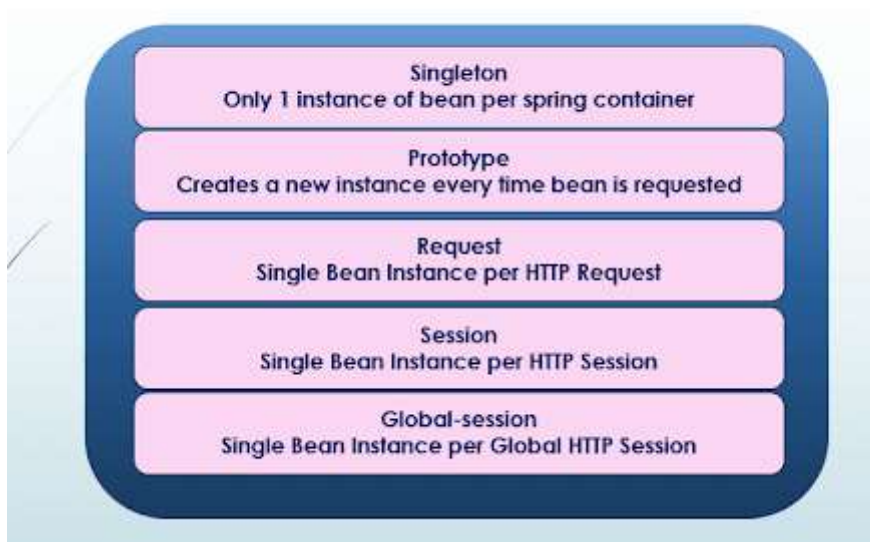 Singleton
Only 1 instance of bean per spring container
Prototype
Creates a new instance every time bean is requested
Request
Single Bean Instance per HTTP Request
Session
Single Bean Instance per HTTP Session
Global-session
Single Bean Instance per Global HTTP Session